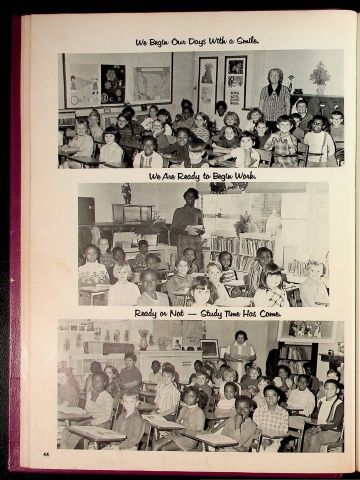 We Begin Our Days With a Smile.
We Are Ready to Begin Work.
Ready or Not — Study Time Has Come.
44